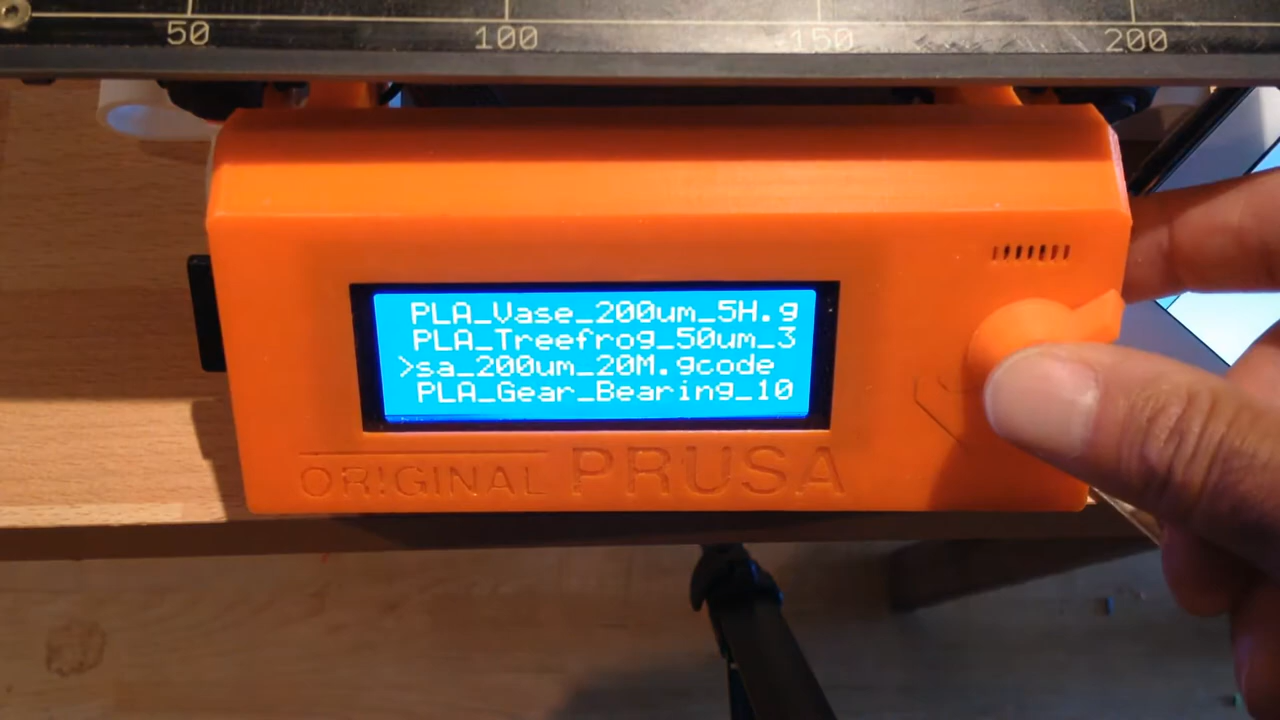 50 100 150 200
PLA_Vase_200um_5H.g
PLA_Treefrog_50um_3
>sa_200um_20M.gcode
PLA_Gear_Bearing_10
ORIGINAL PRUSA